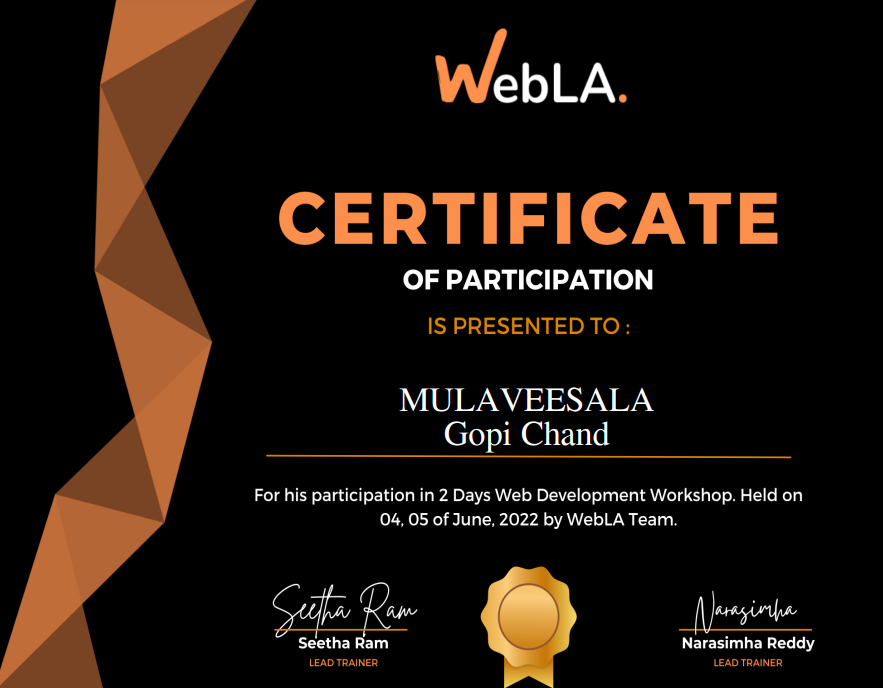 WebLA.
CERTIFICATE
OF PARTICIPATION
IS PRESENTED TO :
MULAVEESALA
Gopi Chand
For his participation in 2 Days Web Development Workshop. Held on
04, 05 of June, 2022 by WebLA Team.
Seetha Ram
Seetha Ram
LEAD TRAINER
Narasimha
Narasimha Reddy
LEAD TRAINER